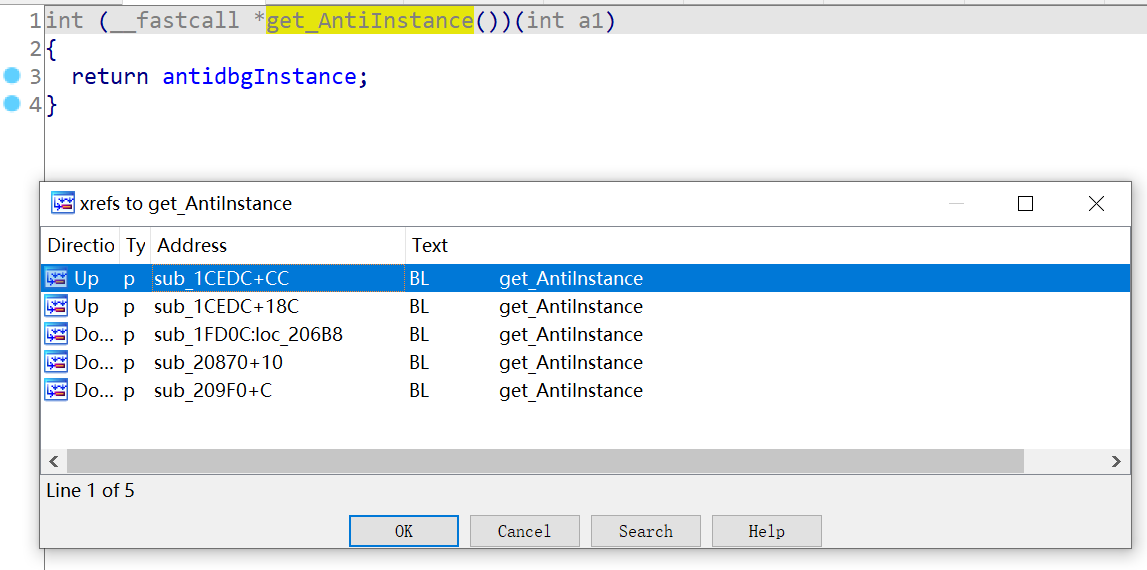 1 int (__fastcall *get_AntiInstance())(int a1)
2 {
3 return antidbgInstance;
4 }
xrefs to get_AntiInstance
Directio Ty Address Text
Up p sub_1CEDC+CC BL get_AntiInstance
Up p sub_1CEDC+18C BL get_AntiInstance
Do... p sub_1FD0C:loc_206B8 BL get_AntiInstance
Do... p sub_20870+10 BL get_AntiInstance
Do... p sub_209F0+C BL get_AntiInstance
Line 1 of 5
OK Cancel Search Help